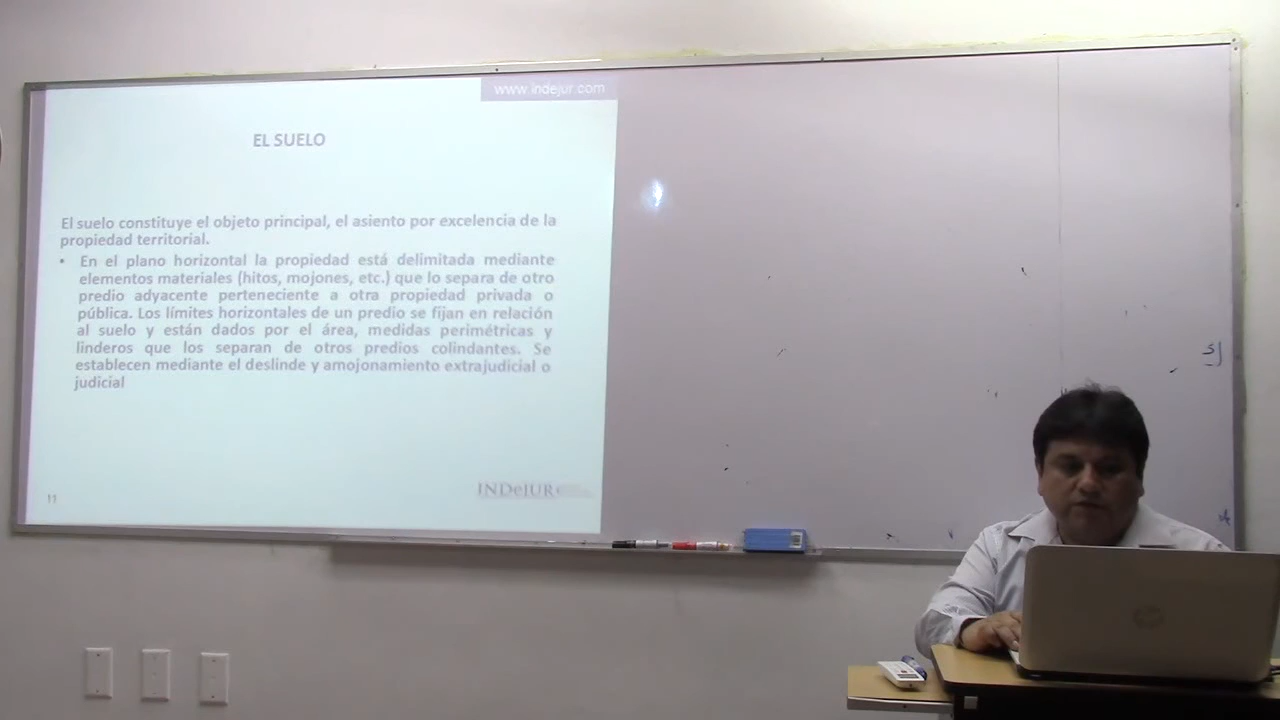 www.indejur.com
EL SUELO
El suelo constituye el objeto principal, el asiento por excelencia de la
propiedad territorial.
• En el plano horizontal la propiedad está delimitada mediante
elementos materiales (hitos, mojones, etc.) que lo separa de otro
predio adyacente perteneciente a otra propiedad privada o
pública. Los límites horizontales de un predio se fijan en relación
al suelo y están dados por el área, medidas perimétricas y
linderos que los separan de otros predios colindantes. Se
establecen mediante el deslinde y amojonamiento extrajudicial o
judicial
11
INDeJUR